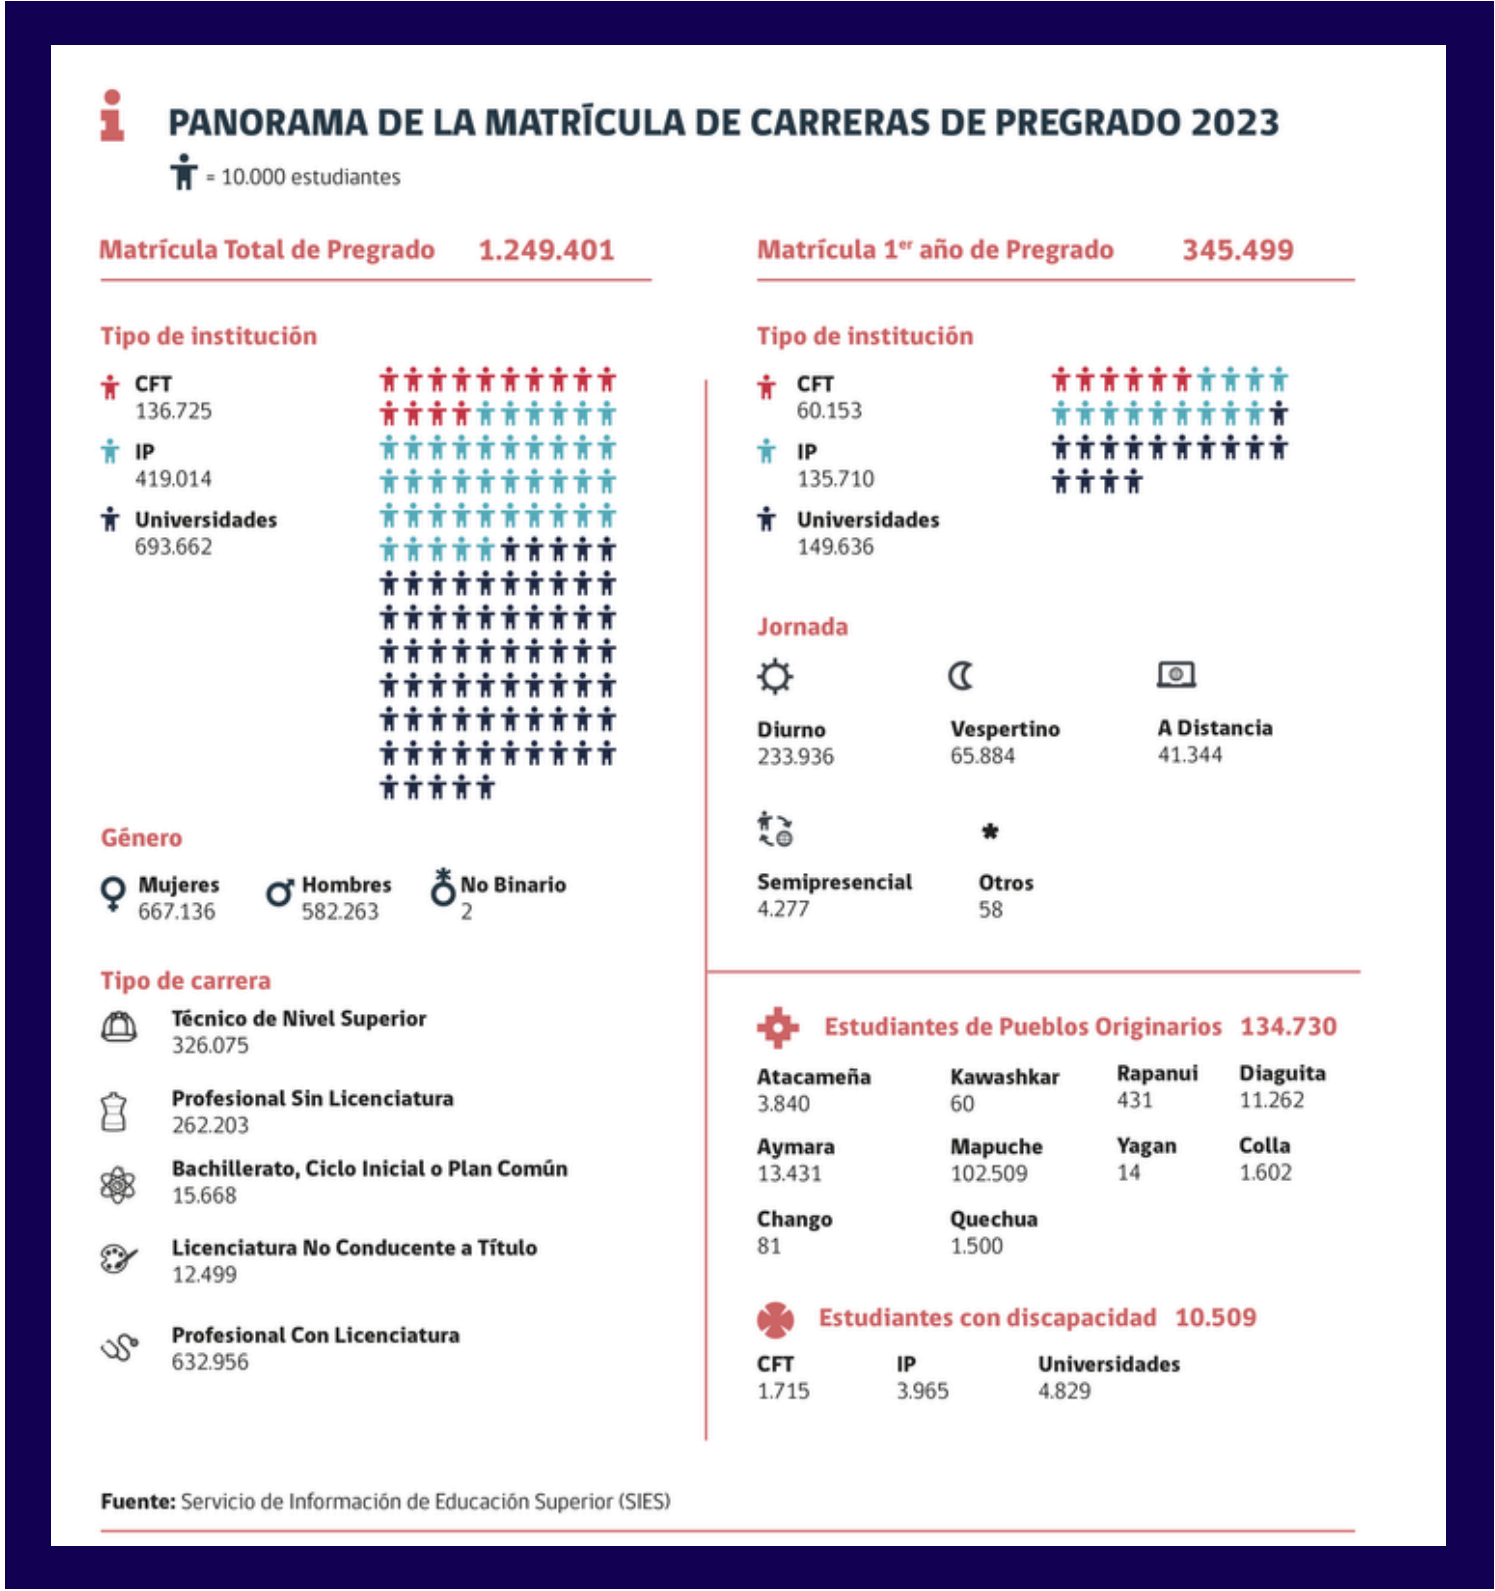 PANORAMA DE LA MATRÍCULA DE CARRERAS DE PREGRADO 2023
= 10.000 estudiantes
Matrícula Total de Pregrado 1.249.401
Tipo de institución
CFT
136.725
IP
419.014
Universidades
693.662
Género
Mujeres
667.136
Hombres
582.263
No Binario
2
Tipo de carrera
Técnico de Nivel Superior
326.075
Profesional Sin Licenciatura
262.203
Bachillerato, Ciclo Inicial o Plan Común
15.668
Licenciatura No Conducente a Título
12.499
Profesional Con Licenciatura
632.956
Matrícula 1er año de Pregrado 345.499
Tipo de institución
CFT
60.153
IP
135.710
Universidades
149.636
Jornada
Diurno
233.936
Vespertino
65.884
A Distancia
41.344
Semipresencial
4.277
*
Otros
58
Estudiantes de Pueblos Originarios 134.730
Atacameña
3.840
Kawashkar
60
Rapanui
431
Diaguita
11.262
Aymara
13.431
Mapuche
102.509
Yagan
14
Colla
1.602
Chango
81
Quechua
1.500
Estudiantes con discapacidad 10.509
CFT
1.715
IP
3.965
Universidades
4.829
Fuente: Servicio de Información de Educación Superior (SIES)